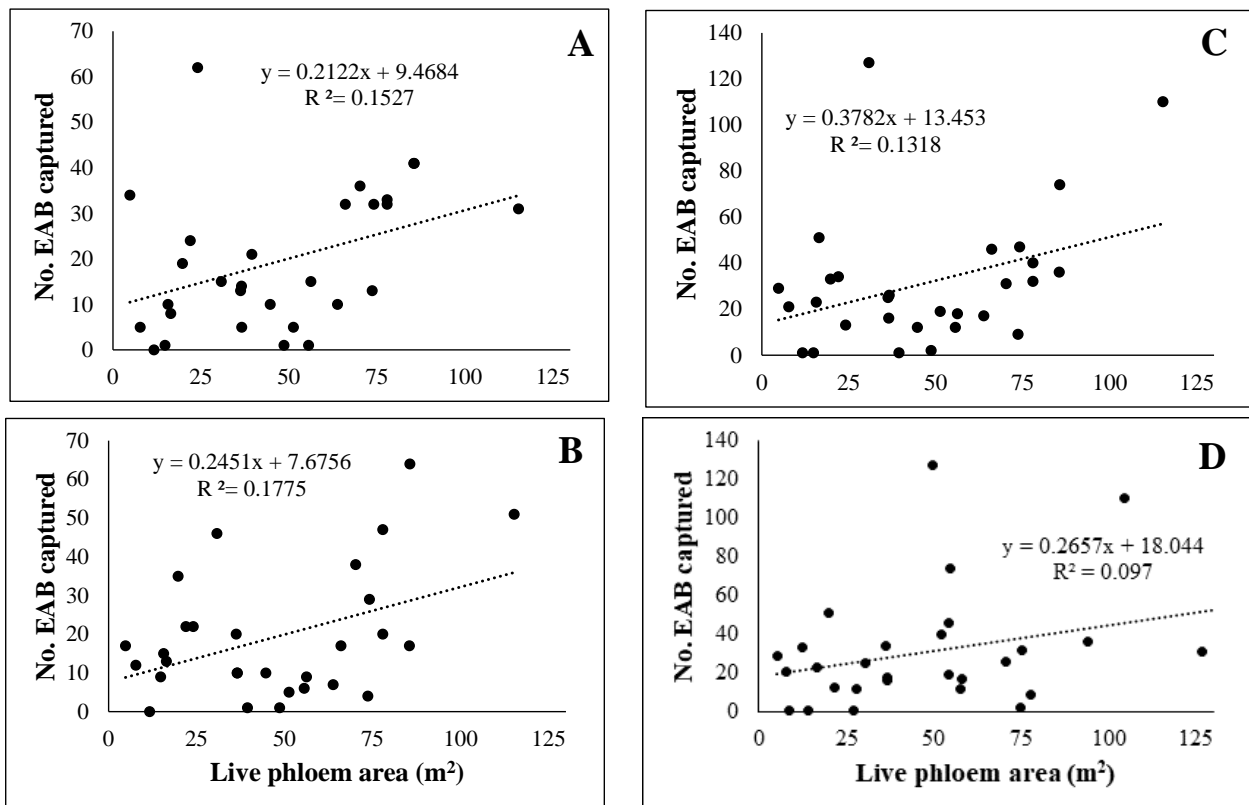 A
y = 0.2122x + 9.4684
R ²= 0.1527
No. EAB captured
70
60
50
40
30
20
10
0
0 25 50 75 100 125
C
y = 0.3782x + 13.453
R ²= 0.1318
No. EAB captured
140
120
100
80
60
40
20
0
0 25 50 75 100 125
B
y = 0.2451x + 7.6756
R ²= 0.1775
No. EAB captured
70
60
50
40
30
20
10
0
0 25 50 75 100 125
Live phloem area (m²)
D
y = 0.2657x + 18.044
R² = 0.097
No. EAB captured
140
120
100
80
60
40
20
0
0 25 50 75 100 125
Live phloem area (m²)